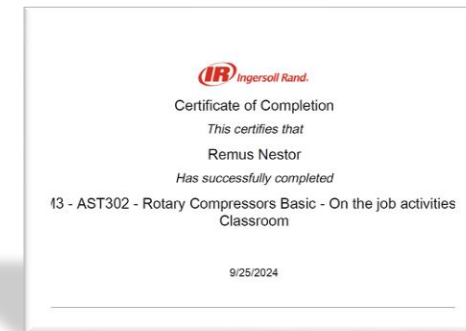 IR Ingersoll Rand.
Certificate of Completion
This certifies that
Remus Nestor
Has successfully completed
M3 - AST302 - Rotary Compressors Basic - On the job activities
Classroom
9/25/2024